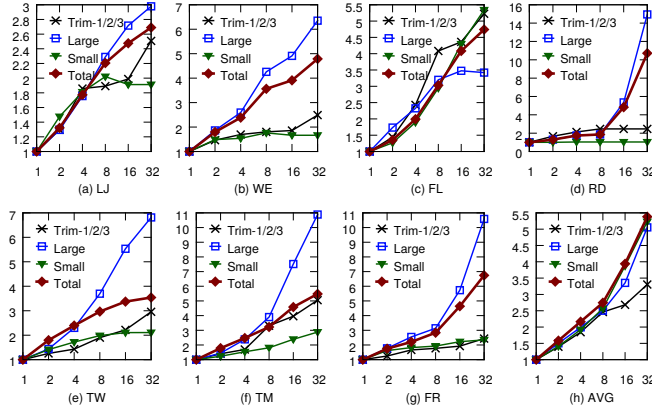 3
2.8
2.6
2.4
2.2
2
1.8
1.6
1.4
1.2
1
Trim-1/2/3
Large
Small
Total
1 2 4 8 16 32
(a) LJ
7
6
5
4
3
2
1
Trim-1/2/3
Large
Small
Total
1 2 4 8 16 32
(b) WE
5.5
5
4.5
4
3.5
3
2.5
2
1.5
1
Trim-1/2/3
Large
Small
Total
1 2 4 8 16 32
(c) FL
16
14
12
10
8
6
4
2
0
Trim-1/2/3
Large
Small
Total
1 2 4 8 16 32
(d) RD
7
6
5
4
3
2
1
Trim-1/2/3
Large
Small
Total
1 2 4 8 16 32
(e) TW
11
10
9
8
7
6
5
4
3
2
1
Trim-1/2/3
Large
Small
Total
1 2 4 8 16 32
(f) TM
11
10
9
8
7
6
5
4
3
2
1
Trim-1/2/3
Large
Small
Total
1 2 4 8 16 32
(g) FR
5.5
5
4.5
4
3.5
3
2.5
2
1.5
1
Trim-1/2/3
Large
Small
Total
1 2 4 8 16 32
(h) AVG